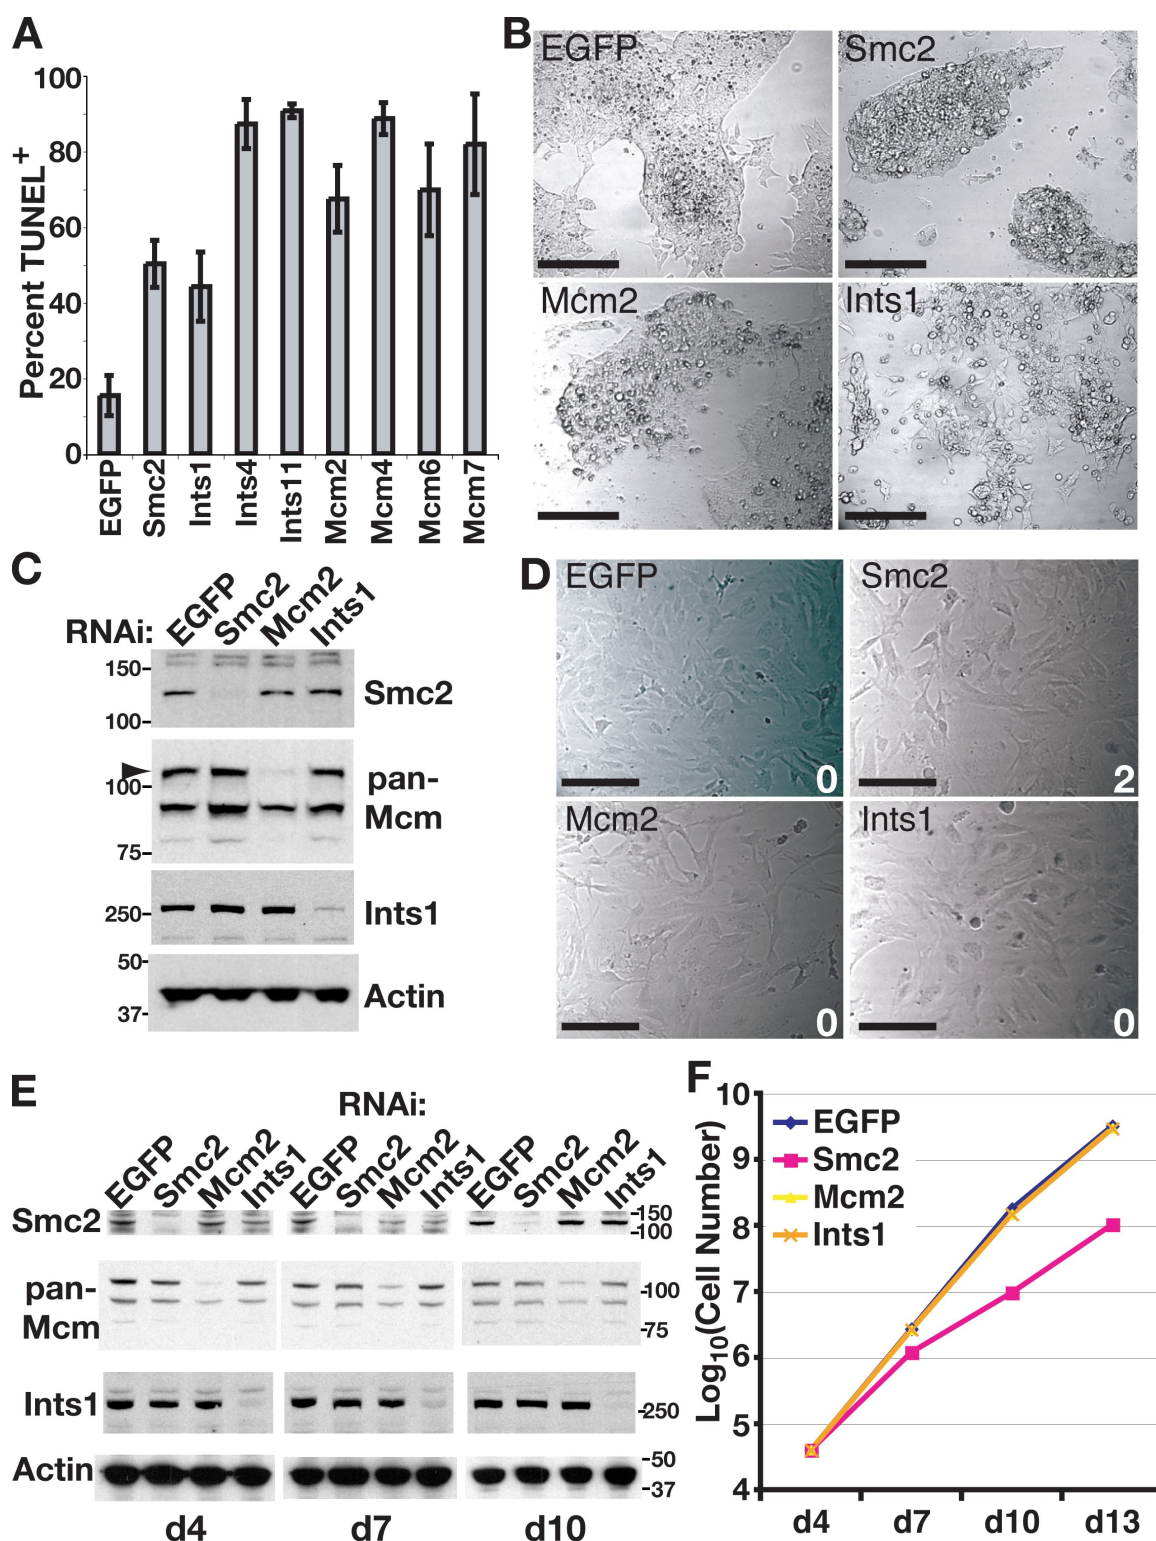 A
Percent TUNEL+
100
80
60
40
20
0
EGFP
Smc2
Ints1
Ints4
Ints11
Mcm2
Mcm4
Mcm6
Mcm7
B
EGFP
Smc2
Mcm2
Ints1
C
RNAi:
EGFP
Smc2
Mcm2
Ints1
150-
100-
Smc2
100-
75-
pan-
Mcm
250-
Ints1
50-
37-
Actin
D
EGFP
0
Smc2
2
Mcm2
0
Ints1
0
E
RNAi:
EGFP
Smc2
Mcm2
Ints1
EGFP
Smc2
Mcm2
Ints1
EGFP
Smc2
Mcm2
Ints1
Smc2
-150
-100
pan-
Mcm
-100
-75
Ints1
-250
Actin
-50
-37
d4
d7
d10
F
Log10(Cell Number)
10
9
8
7
6
5
4
EGFP
Smc2
Mcm2
Ints1
d4
d7
d10
d13